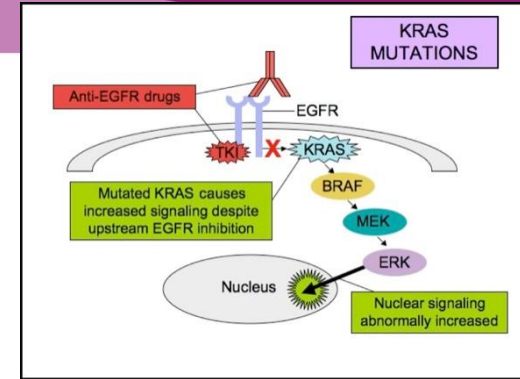 KRAS
MUTATIONS
Anti-EGFR drugs
EGFR
TKI
X
KRAS
Mutated KRAS causes
increased signaling despite
upstream EGFR inhibition
BRAF
MEK
ERK
Nucleus
Nuclear signaling
abnormally increased